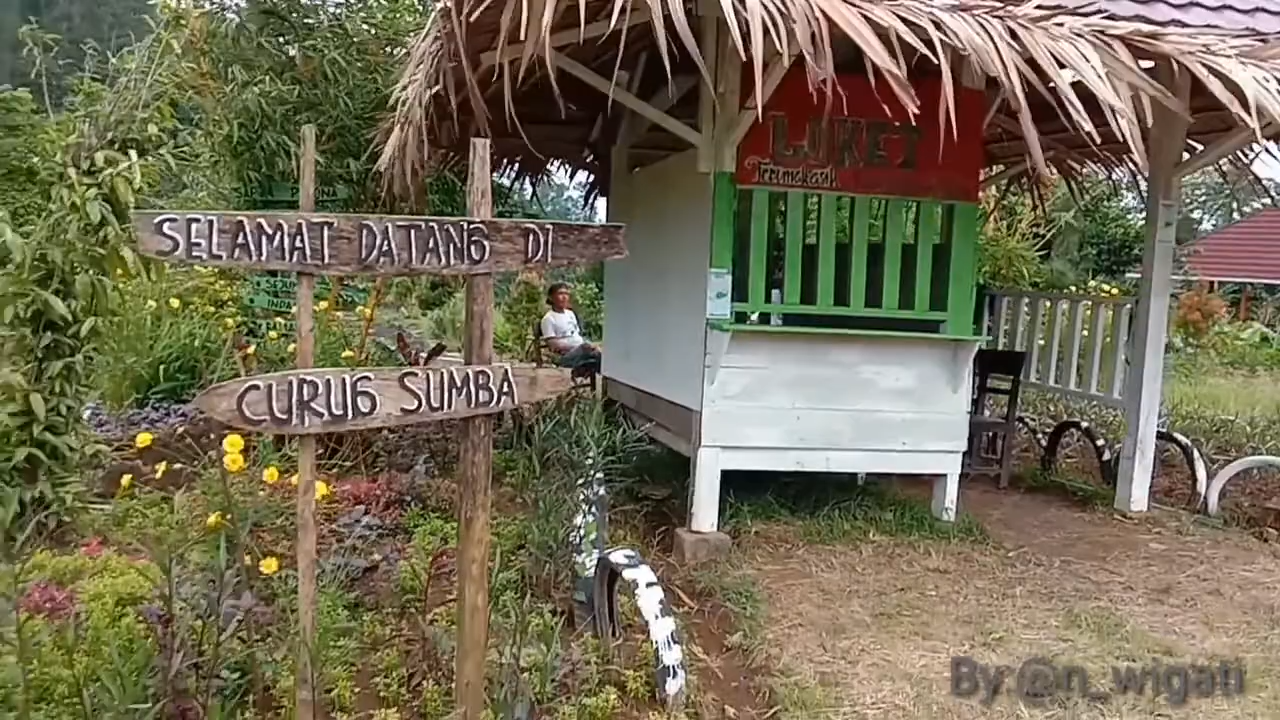 SELAMAT DATANG DI
CURUG SUMBA
LOKET
Terimakasih
By @n_wigati